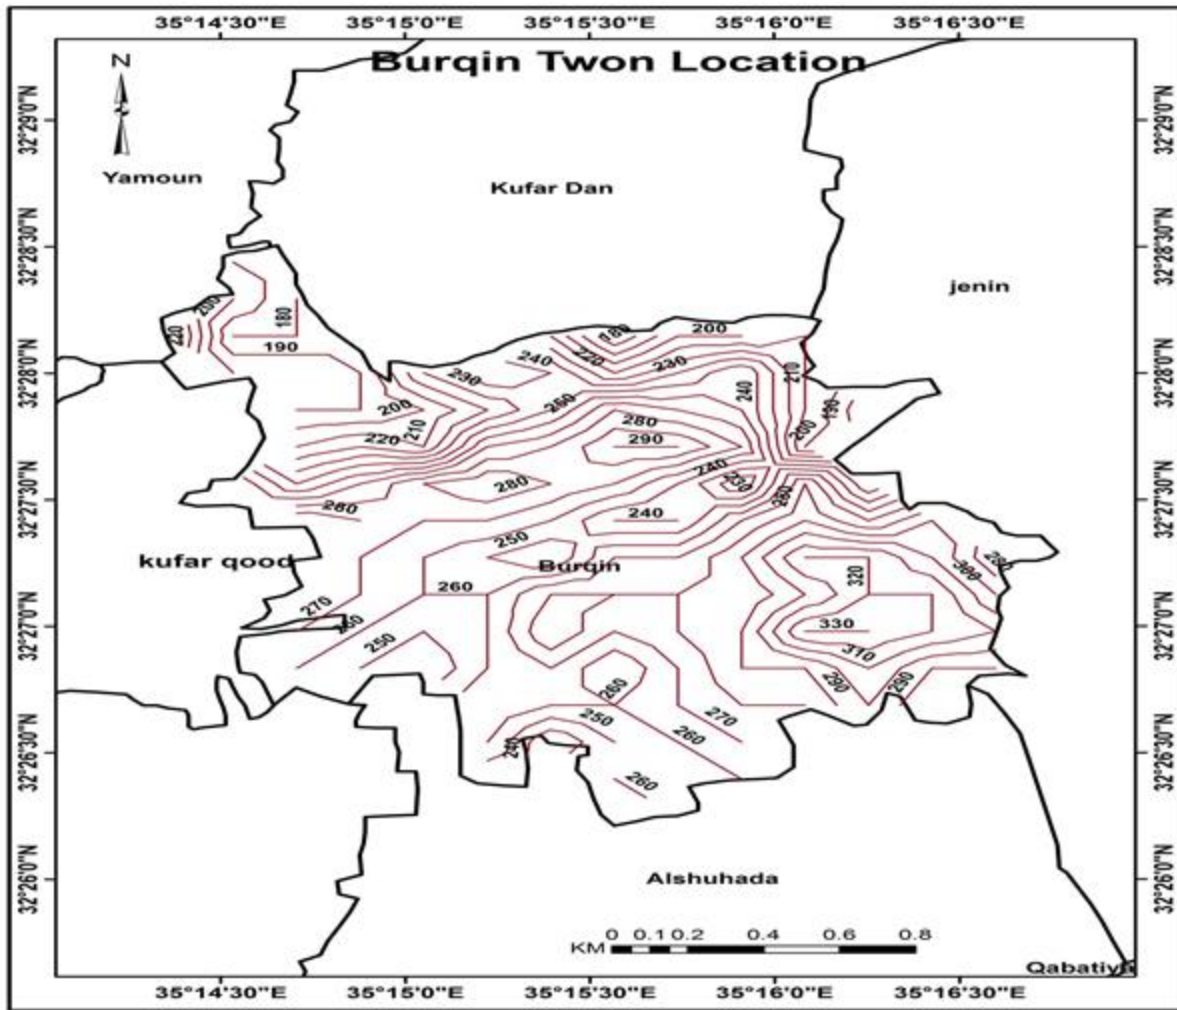 35°14'30"E 35°15'0"E 35°15'30"E 35°16'0"E 35°16'30"E
Burqin Twon Location
N
32°29'0"N
32°29'0"N
Yamoun
Kufar Dan
32°28'30"N
32°28'30"N
jenin
200
180
220
190
180
200
220
230
210
240
230
32°28'0"N
32°28'0"N
240
250
200
190
210
220
280
200
290
240
230
280
260
280
32°27'30"N
32°27'30"N
240
250
kufar qood
Burqin
260
300
280
320
270
260
250
330
310
32°27'0"N
32°27'0"N
260
290
290
250
270
260
240
260
32°26'30"N
32°26'30"N
Alshuhada
32°26'0"N
32°26'0"N
0 0.1 0.2 0.4 0.6 0.8
KM
Qabatiya
35°14'30"E 35°15'0"E 35°15'30"E 35°16'0"E 35°16'30"E